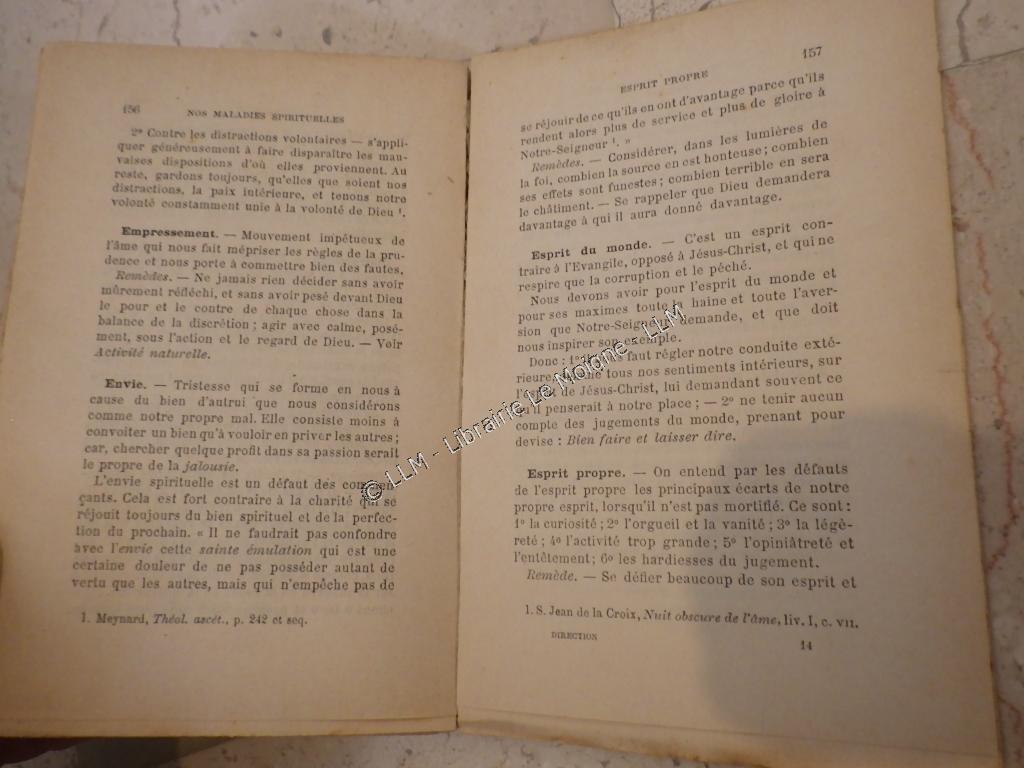 156
NOS MALADIES SPIRITUELLES
2° Contre les distractions volontaires — s'appli-
quer généreusement à faire disparaître les mau-
vaises dispositions d'où elles proviennent. Au
reste, gardons toujours, qu'elles que soient nos
distractions, la paix intérieure, et tenons notre
volonté constamment unie à la volonté de Dieu ¹.
Empressement. — Mouvement impétueux de
l'âme qui nous fait mépriser les règles de la pru-
dence et nous porte à commettre bien des fautes.
Remèdes. — Ne jamais rien décider sans avoir
mûrement réfléchi, et sans avoir pesé devant Dieu
le pour et le contre de chaque chose dans la
balance de la discrétion ; agir avec calme, posé-
ment, sous l'action et le regard de Dieu. — Voir
Activité naturelle.
Envie. — Tristesse qui se forme en nous à
cause du bien d'autrui que nous considérons
comme notre propre mal. Elle consiste moins à
convoiter un bien qu'à vouloir en priver les autres ;
car, chercher quelque profit dans sa passion serait
le propre de la jalousie.
L'envie spirituelle est un défaut des commen-
çants. Cela est fort contraire à la charité qui se
réjouit toujours du bien spirituel et de la perfec-
tion du prochain. « Il ne faudrait pas confondre
avec l'envie cette sainte émulation qui est une
certaine douleur de ne pas posséder autant de
vertu que les autres, mais qui n'empêche pas de
1. Meynard, Théol. ascét., p. 242 et seq.
157
ESPRIT PROPRE
se réjouir de ce qu'ils en ont d'avantage parce qu'ils
rendent alors plus de service et plus de gloire à
Notre-Seigneur ¹. »
Remèdes. — Considérer, dans les lumières de
la foi, combien la source en est honteuse ; combien
ses effets sont funestes ; combien terrible en sera
le châtiment. — Se rappeler que Dieu demandera
davantage à qui il aura donné davantage.
Esprit du monde. — C'est un esprit con-
traire à l'Evangile, opposé à Jésus-Christ, et qui ne
respire que la corruption et le péché.
Nous devons avoir pour l'esprit du monde et
pour ses maximes toute la haine et toute l'aver-
sion que Notre-Seigneur demande, et que doit
nous inspirer son exemple.
Donc : 1° faut régler notre conduite exté-
rieure, tous nos sentiments intérieurs, sur
l'esprit de Jésus-Christ, lui demandant souvent ce
qu'il penserait à notre place ; — 2° ne tenir aucun
compte des jugements du monde, prenant pour
devise : Bien faire et laisser dire.
Esprit propre. — On entend par les défauts
de l'esprit propre les principaux écarts de notre
propre esprit, lorsqu'il n'est pas mortifié. Ce sont :
1° la curiosité ; 2° l'orgueil et la vanité ; 3° la légè-
reté ; 4° l'activité trop grande ; 5° l'opiniâtreté et
l'entêtement ; 6° les hardiesses du jugement.
Remède. — Se défier beaucoup de son esprit et
1. S. Jean de la Croix, Nuit obscure de l'âme, liv. I, c. VII.
DIRECTION
14
© LLM - Librairie Le Moigne - LLM